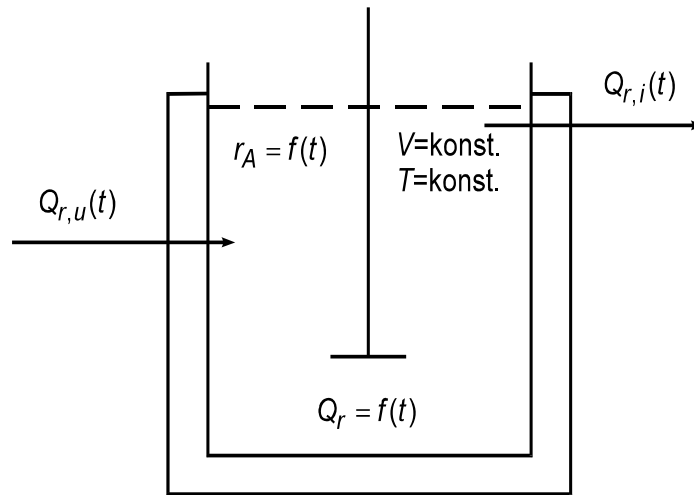 Q_{r,i}(t)
r_A = f(t)
V=konst.
T=konst.
Q_{r,u}(t)
Q_r = f(t)